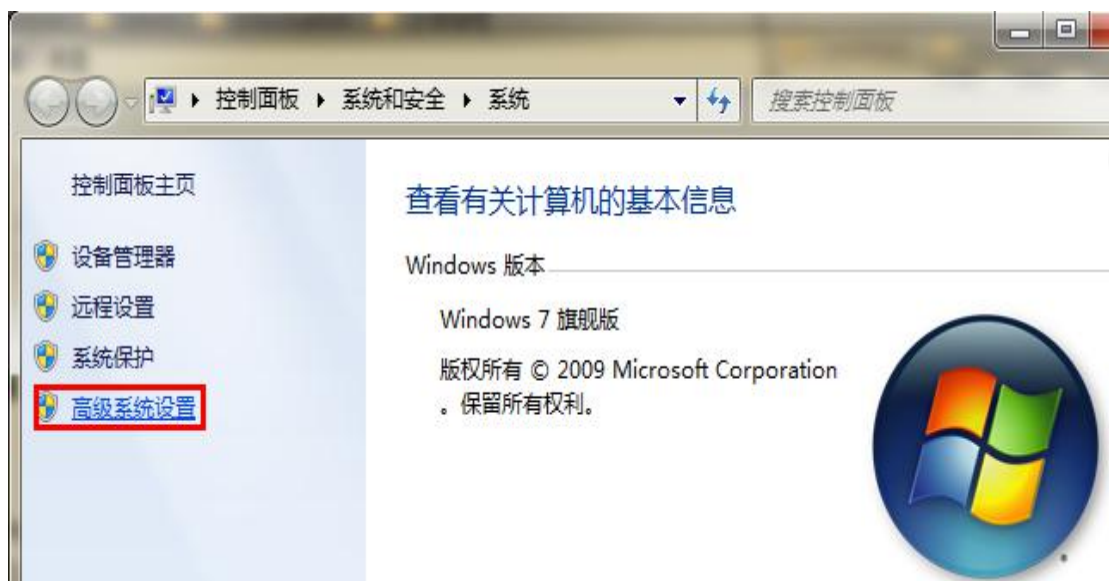 控制面板 ▸ 系统和安全 ▸ 系统
搜索控制面板
控制面板主页
设备管理器
远程设置
系统保护
高级系统设置
查看有关计算机的基本信息
Windows 版本
Windows 7 旗舰版
版权所有 © 2009 Microsoft Corporation
。保留所有权利。